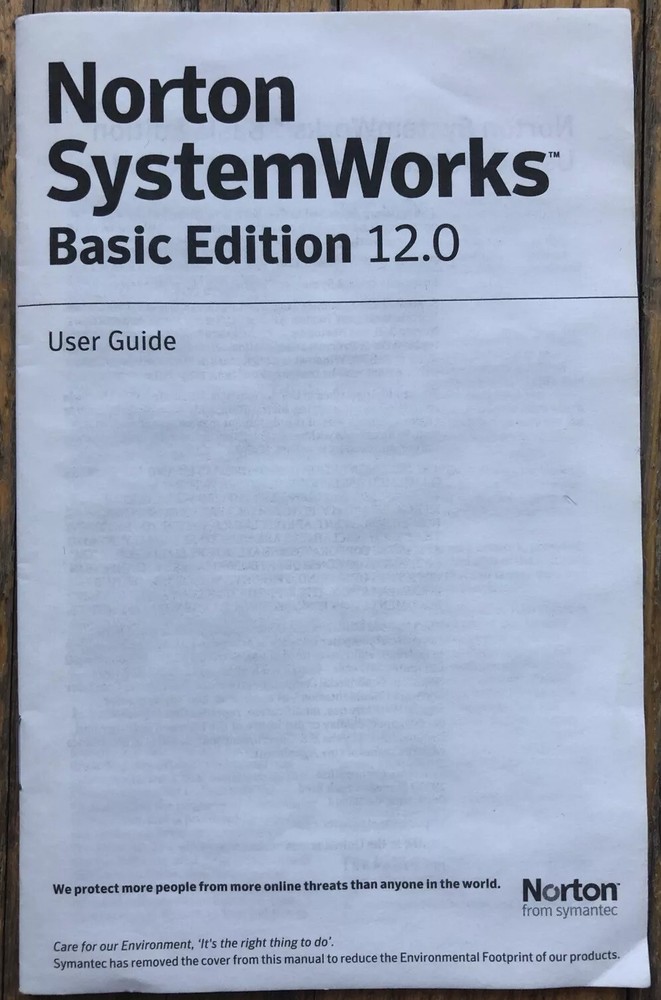 Norton
SystemWorks™
Basic Edition 12.0
User Guide
We protect more people from more online threats than anyone in the world.
Norton
from symantec
Care for our Environment, ‘It's the right thing to do’.
Symantec has removed the cover from this manual to reduce the Environmental Footprint of our products.